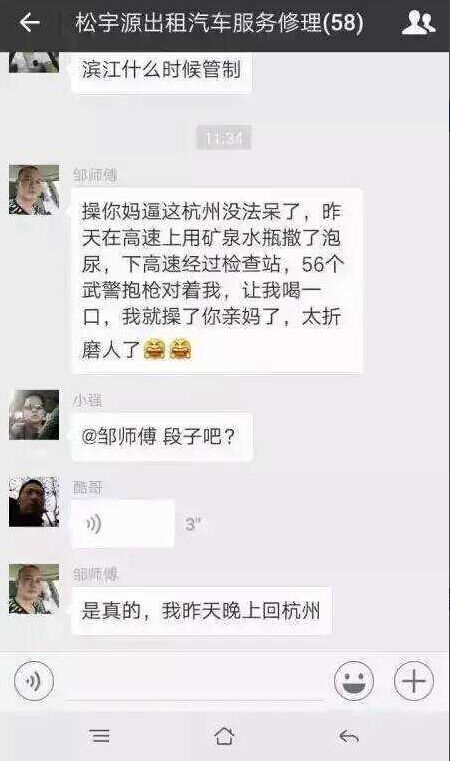 松宇源出租汽车服务修理(58)
滨江什么时候管制
11:34
邹师傅
操你妈逼这杭州没法呆了，昨
天在高速上用矿泉水瓶撒了泡
尿，下高速经过检查站，56个
武警抱枪对着我，让我喝一
口，我就操了你亲妈了，太折
磨人了😆😆
小强
@邹师傅 段子吧？
酷哥
3"
邹师傅
是真的，我昨天晚上回杭州